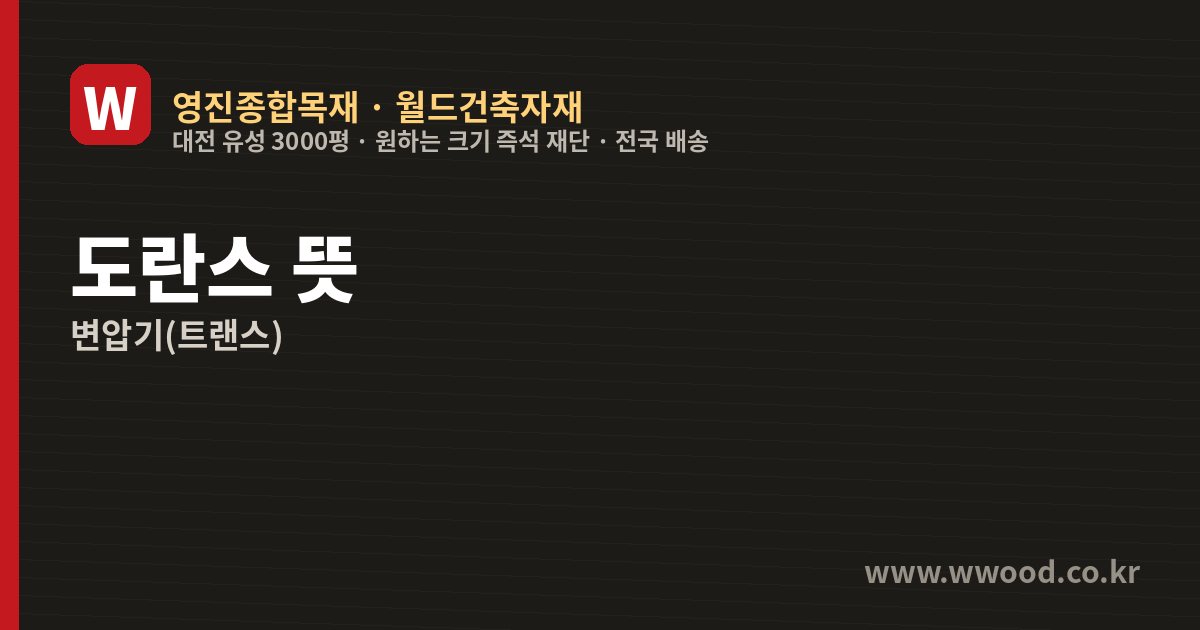 W
영진종합목재 · 월드건축자재
대전 유성 3000평 · 원하는 크기 즉석 재단 · 전국 배송
도란스 뜻
변압기(트랜스)
www.wwood.co.kr